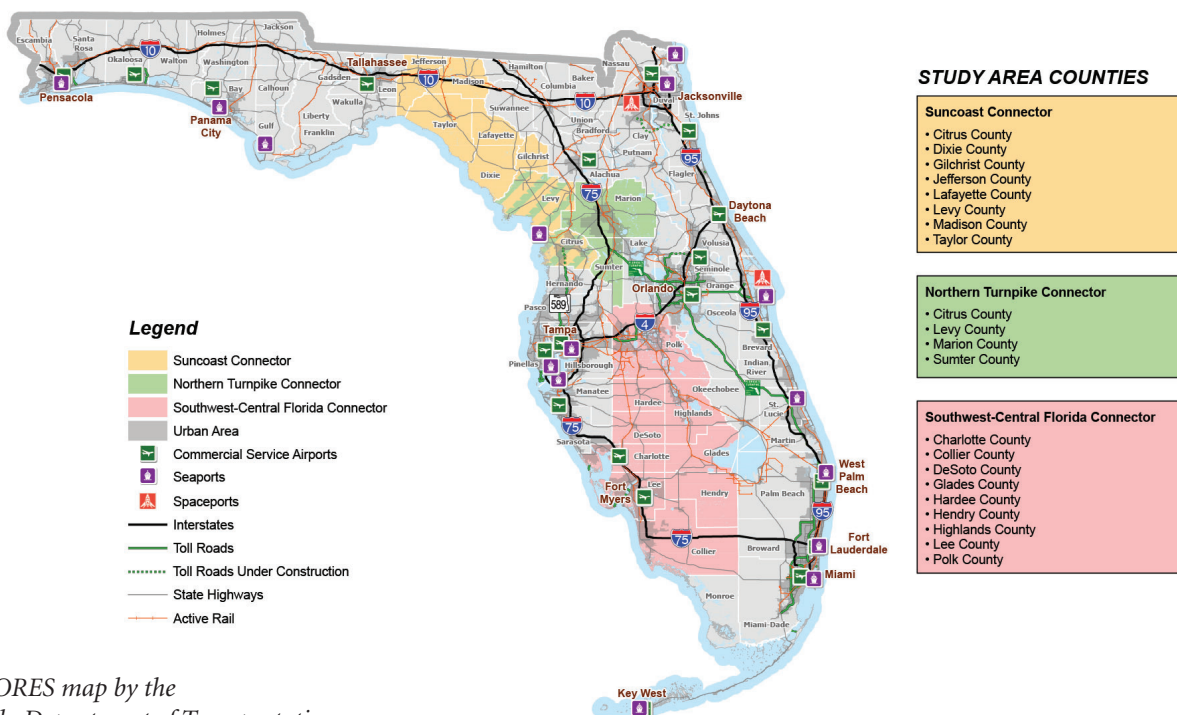 Escambia
Santa
Rosa
Okaloosa
Holmes
Walton
Washington
Jackson
Bay
Calhoun
Gulf
Liberty
Franklin
Gadsden
Wakulla
Leon
Tallahassee
Jefferson
Madison
Hamilton
Taylor
Lafayette
Suwannee
Columbia
Baker
Nassau
Duval
Jacksonville
Union
Bradford
Clay
St. Johns
Dixie
Gilchrist
Alachua
Putnam
Flagler
Levy
Marion
Daytona
Beach
Citrus
Lake
Volusia
Sumter
Seminole
Hernando
Orlando
Orange
Pasco
589
Osceola
Tampa
Polk
Brevard
Pinellas
Hillsborough
Indian
River
Manatee
Hardee
Okeechobee
Highlands
St.
Lucie
Sarasota
DeSoto
Martin
Charlotte
Glades
West
Palm
Beach
Fort
Myers
Lee
Hendry
Palm Beach
Collier
Broward
Fort
Lauderdale
Miami
Monroe
Miami-Dade
Key West
Pensacola
Panama
City
10
10
10
75
95
4
95
75
75
95
Legend
Suncoast Connector
Northern Turnpike Connector
Southwest-Central Florida Connector
Urban Area
Commercial Service Airports
Seaports
Spaceports
Interstates
Toll Roads
Toll Roads Under Construction
State Highways
Active Rail
STUDY AREA COUNTIES
Suncoast Connector
• Citrus County
• Dixie County
• Gilchrist County
• Jefferson County
• Lafayette County
• Levy County
• Madison County
• Taylor County
Northern Turnpike Connector
• Citrus County
• Levy County
• Marion County
• Sumter County
Southwest-Central Florida Connector
• Charlotte County
• Collier County
• DeSoto County
• Glades County
• Hardee County
• Hendry County
• Highlands County
• Lee County
• Polk County
ORES map by the